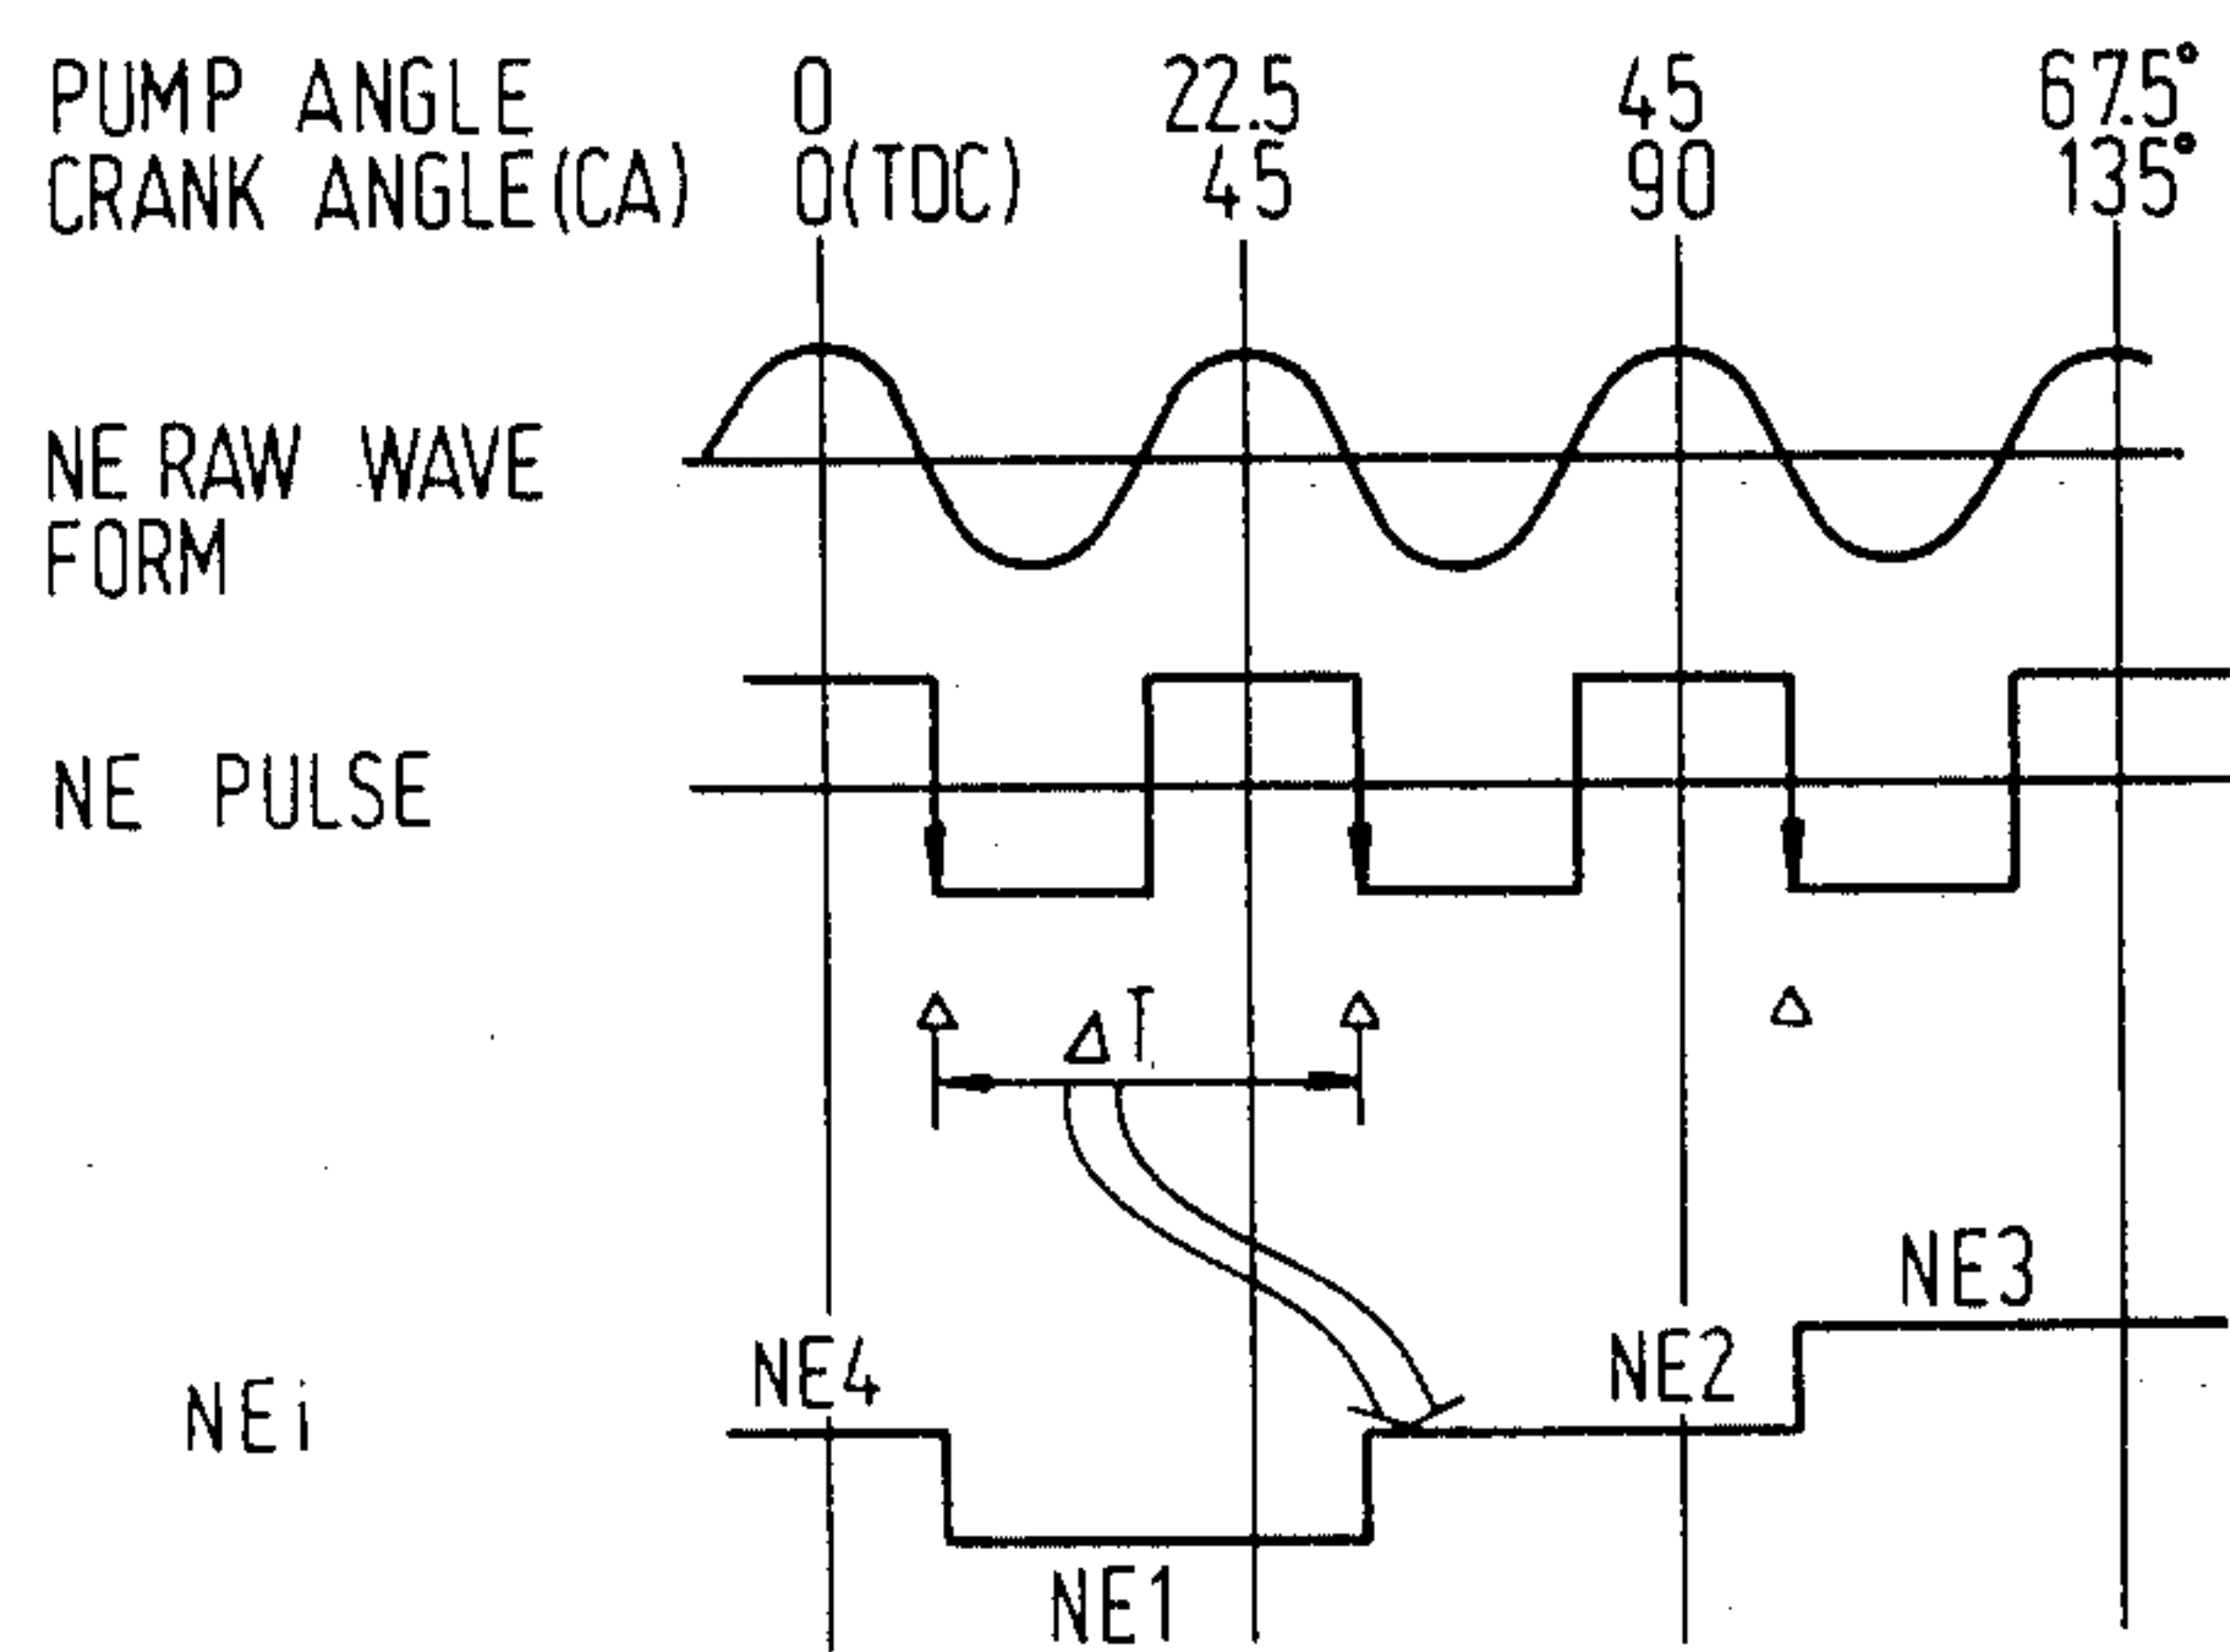 PUMP ANGLE 0 22.5 45 67.5°
CRANK ANGLE(CA) 0(TDC) 45 90 135°
NE RAW WAVE
FORM
NE PULSE
ΔT
NE3
NE4 NE2
NEi
NE1